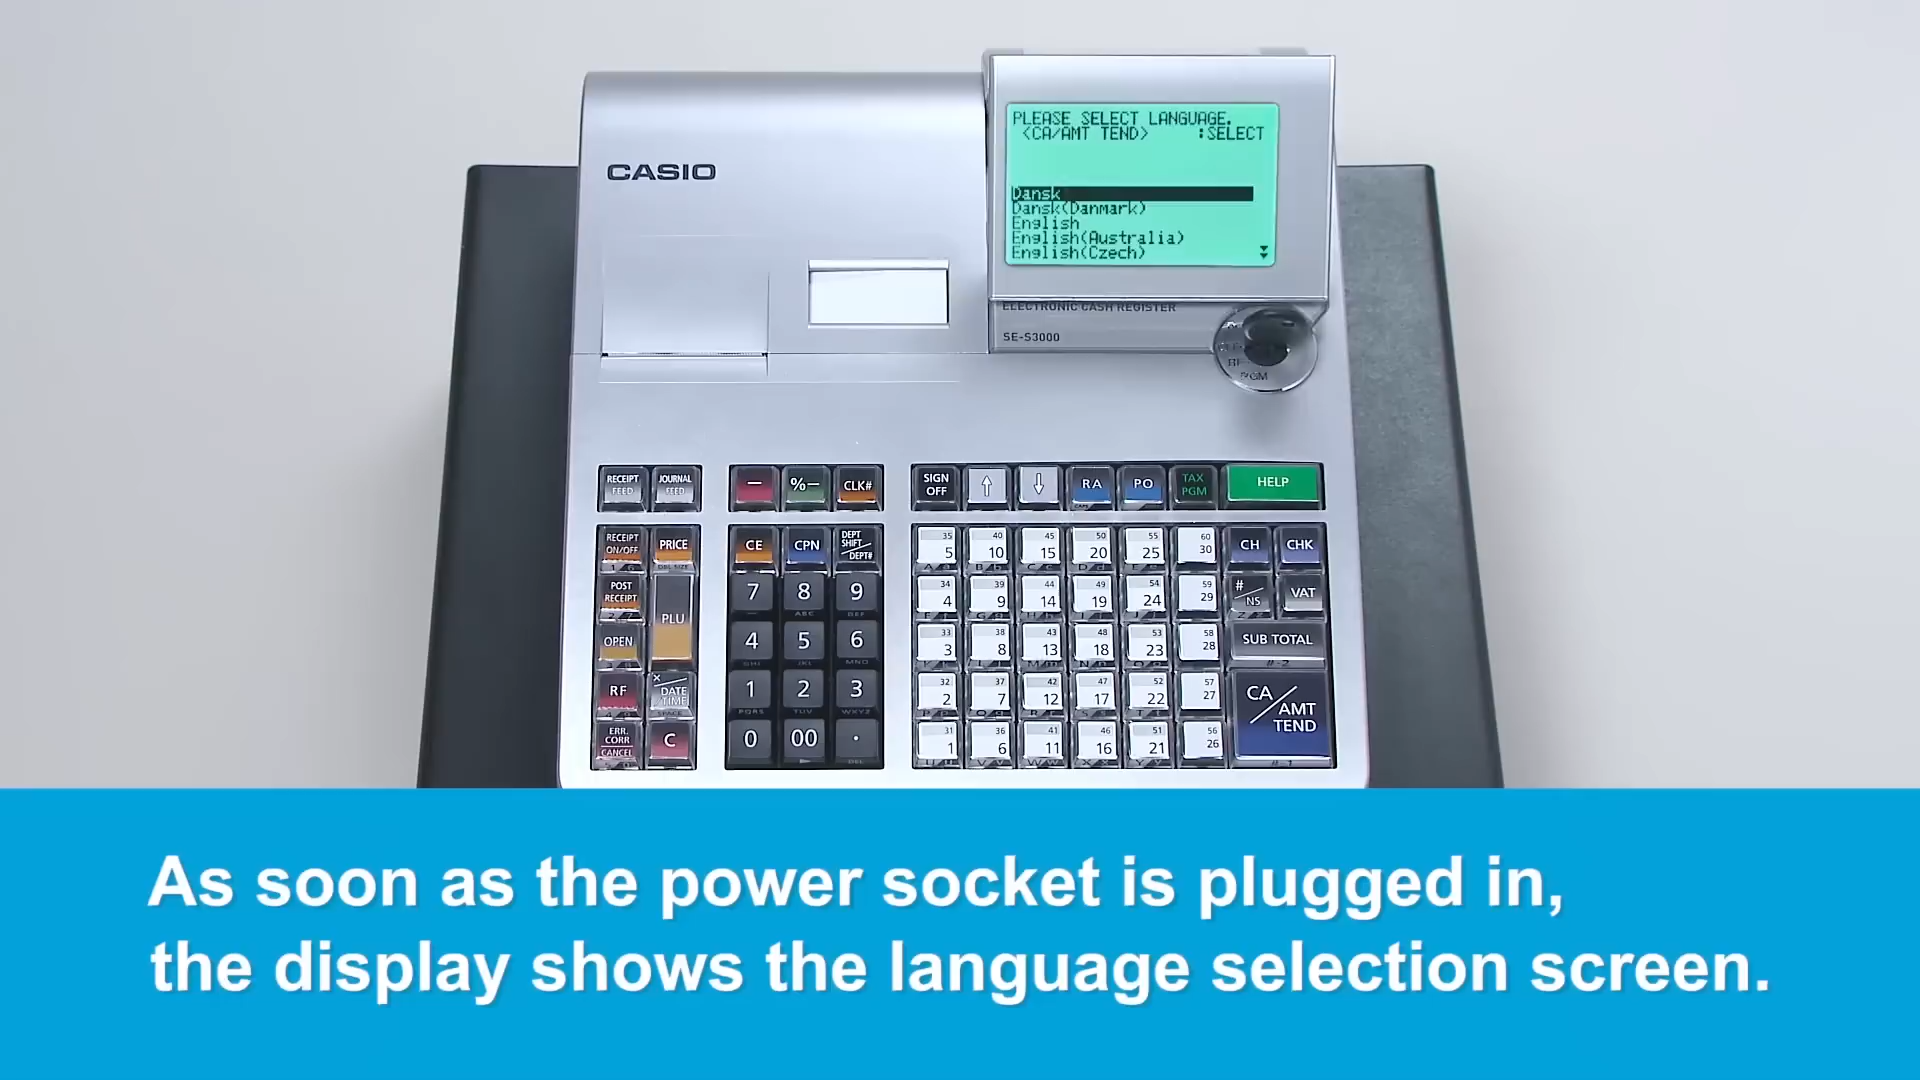 PLEASE SELECT LANGUAGE.
<CA/AMT TEND> :SELECT
CASIO
Dansk
Dansk(Danmark)
English
English(Australia)
English(Czech)
ELECTRONIC CASH REGISTER
SE-S3000
PGM
RECEIPT FEED
JOURNAL FEED
—
%—
CLK#
SIGN OFF
↑
↓
RA
PO
TAX PGM
HELP
RECEIPT ON/OFF
PRICE
CE
CPN
DEPT SHIFT/DEPT#
35 5
40 10
45 15
50 20
55 25
60 30
CH
CHK
POST RECEIPT
PLU
7
8
9
34 4
39 9
44 14
49 19
54 24
59 29
#/NS
VAT
OPEN
4
5
6
33 3
38 8
43 13
48 18
53 23
58 28
SUB TOTAL
RF
X/DATE TIME
1
2
3
32 2
37 7
42 12
47 17
52 22
57 27
CA/AMT TEND
ERR. CORR CANCEL
C
0
00
·
31 1
36 6
41 11
46 16
51 21
56 26
As soon as the power socket is plugged in,
the display shows the language selection screen.